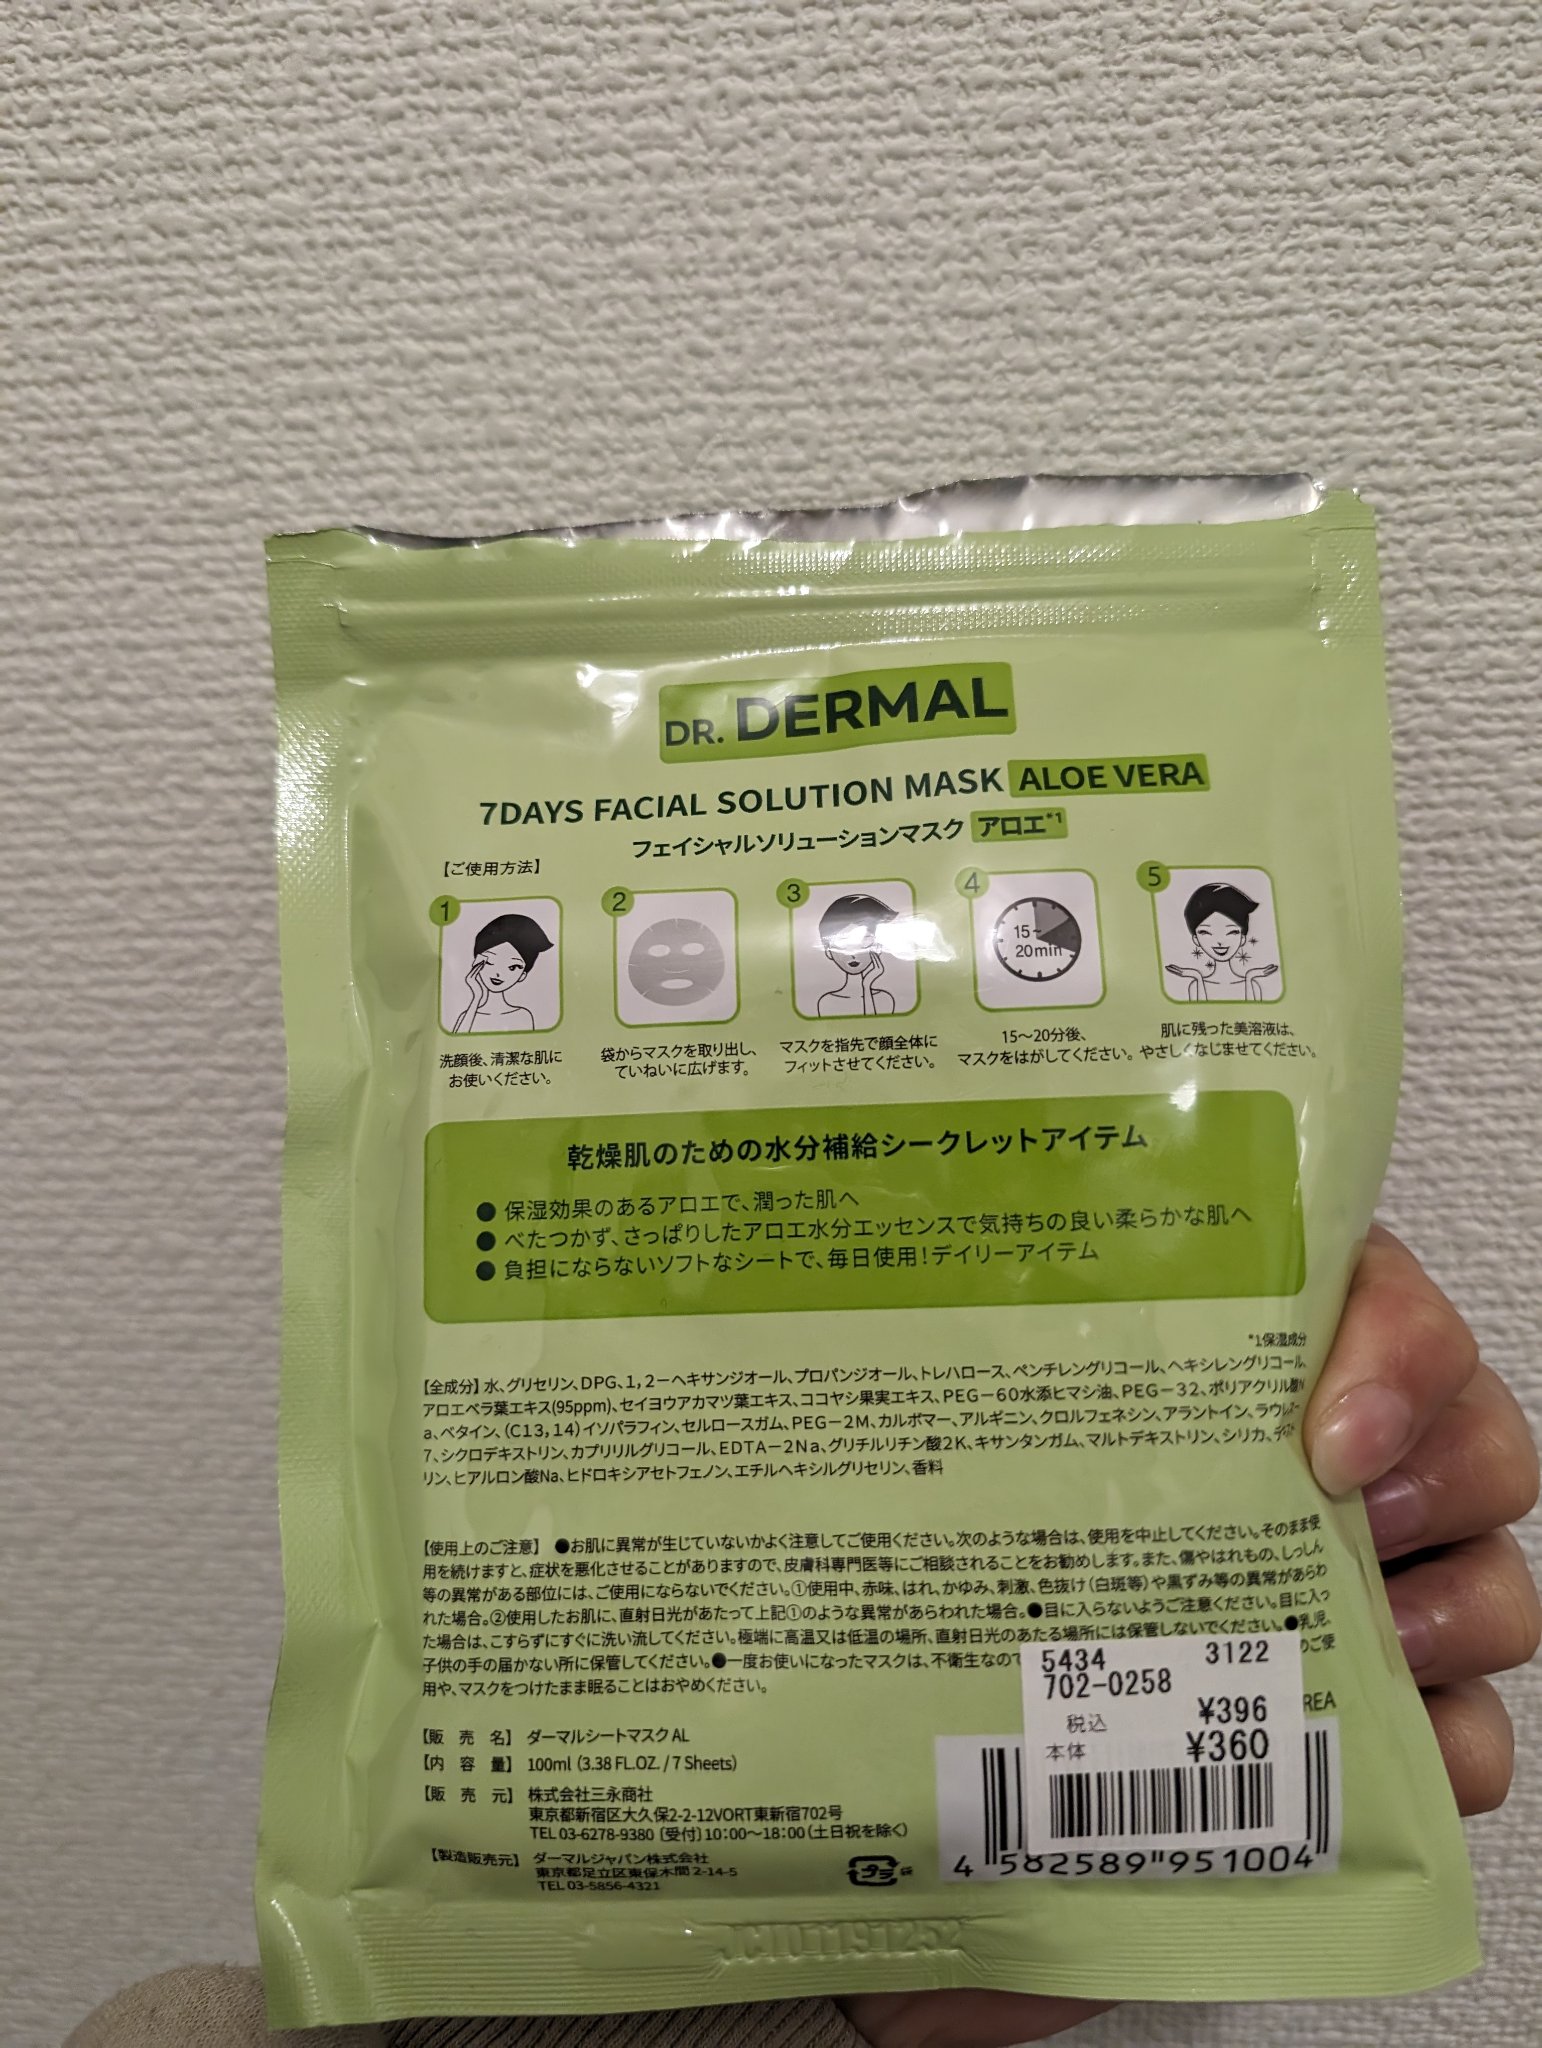 DR. DERMAL
7DAYS FACIAL SOLUTION MASK ALOE VERA
フェイシャルソリューションマスク アロエ*1
【ご使用方法】
1
洗顔後、清潔な肌に
お使いください。
2
袋からマスクを取り出し、
ていねいに広げます。
3
マスクを指先で顔全体に
フィットさせてください。
4
15~
20min
15～20分後、
マスクをはがしてください。
5
肌に残った美溶液は、
やさしくなじませてください。
乾燥肌のための水分補給シークレットアイテム
● 保湿効果のあるアロエで、潤った肌へ
● べたつかず、さっぱりしたアロエ水分エッセンスで気持ちの良い柔らかな肌へ
● 負担にならないソフトなシートで、毎日使用！デイリーアイテム
*1保湿成分
【全成分】水、グリセリン、DPG、1，2－ヘキサンジオール、プロパンジオール、トレハロース、ペンチレングリコール、ヘキシレングリコール、
アロエベラ葉エキス(95ppm)、セイヨウアカマツ葉エキス、ココヤシ果実エキス、PEG－60水添ヒマシ油、PEG－32、ポリアクリル酸N
a、ベタイン、（C13，14）イソパラフィン、セルロースガム、PEG－2M、カルボマー、アルギニン、クロルフェネシン、アラントイン、ラウレス－
7、シクロデキストリン、カプリリルグリコール、EDTA－2Na、グリチルリチン酸2K、キサンタンガム、マルトデキストリン、シリカ、デキスト
リン、ヒアルロン酸Na、ヒドロキシアセトフェノン、エチルヘキシルグリセリン、香料
【使用上のご注意】 ●お肌に異常が生じていないかよく注意してご使用ください。次のような場合は、使用を中止してください。そのまま使
用を続けますと、症状を悪化させることがありますので、皮膚科専門医等にご相談されることをお勧めします。また、傷やはれもの、しっしん
等の異常がある部位には、ご使用にならないでください。①使用中、赤味、はれ、かゆみ、刺激、色抜け（白斑等）や黒ずみ等の異常があらわ
れた場合。②使用したお肌に、直射日光があたって上記①のような異常があらわれた場合。●目に入らないようご注意ください。目に入っ
た場合は、こすらずにすぐに洗い流してください。極端に高温又は低温の場所、直射日光のあたる場所には保管しないでください。●乳児、
子供の手の届かない所に保管してください。●一度お使いになったマスクは、不衛生なので
のご使
用や、マスクをつけたまま眠ることはおやめください。
REA
【販 売 名】 ダーマルシートマスク AL
【内 容 量】 100ml (3.38 FL.OZ. / 7 Sheets)
【販 売 元】 株式会社三永商社
東京都新宿区大久保2-2-12VORT東新宿702号
TEL 03-6278-9380 〔受付〕10：00～18：00（土日祝を除く）
【製造販売元】 ダーマルジャパン株式会社
東京都足立区東保木間 2-14-5
TEL 03-5856-4321
プラ
袋
5434 3122
702-0258
税込 ¥396
本体 ¥360
4 582589 951004